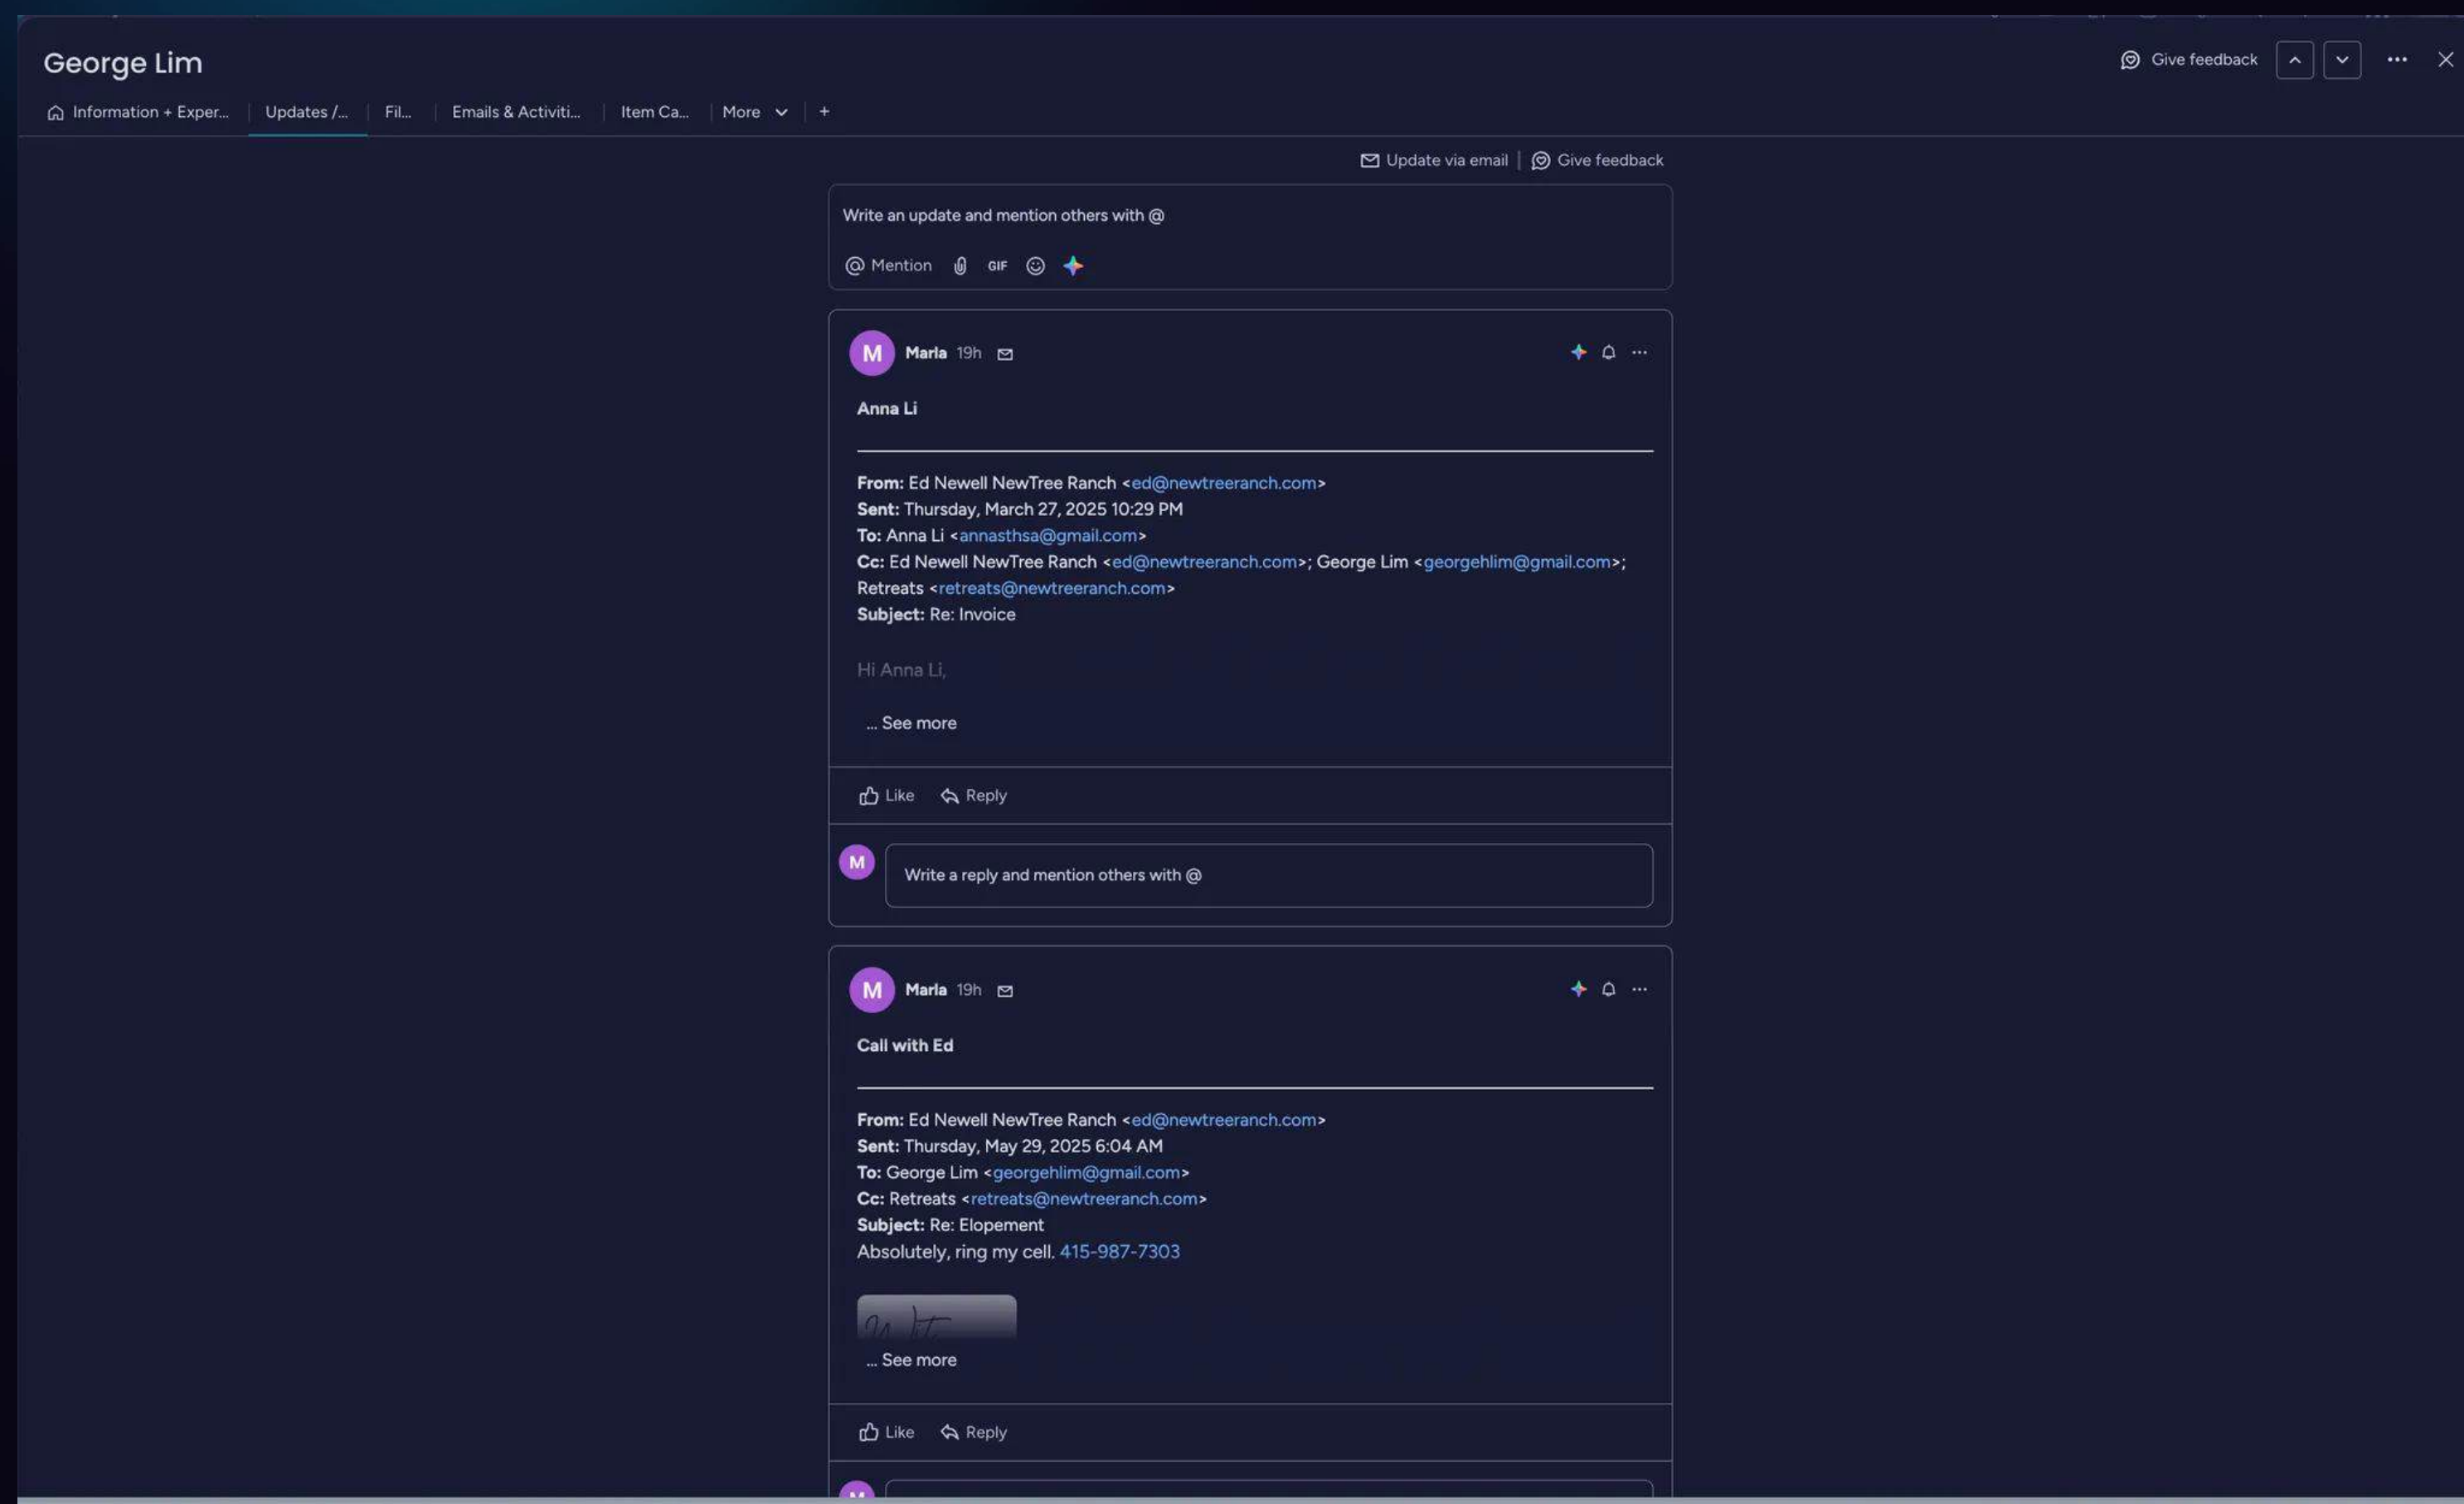 George Lim
Give feedback
Information + Exper...
Updates /...
Fil...
Emails & Activiti...
Item Ca...
More
+
Update via email | Give feedback
Write an update and mention others with @
@ Mention
GIF
M
Marla 19h
Anna Li
From: Ed Newell NewTree Ranch <ed@newtreeranch.com>
Sent: Thursday, March 27, 2025 10:29 PM
To: Anna Li <annasthsa@gmail.com>
Cc: Ed Newell NewTree Ranch <ed@newtreeranch.com>; George Lim <georgehlim@gmail.com>;
Retreats <retreats@newtreeranch.com>
Subject: Re: Invoice
Hi Anna Li,
... See more
Like
Reply
M
Write a reply and mention others with @
M
Marla 19h
Call with Ed
From: Ed Newell NewTree Ranch <ed@newtreeranch.com>
Sent: Thursday, May 29, 2025 6:04 AM
To: George Lim <georgehlim@gmail.com>
Cc: Retreats <retreats@newtreeranch.com>
Subject: Re: Elopement
Absolutely, ring my cell. 415-987-7303
... See more
Like
Reply
M